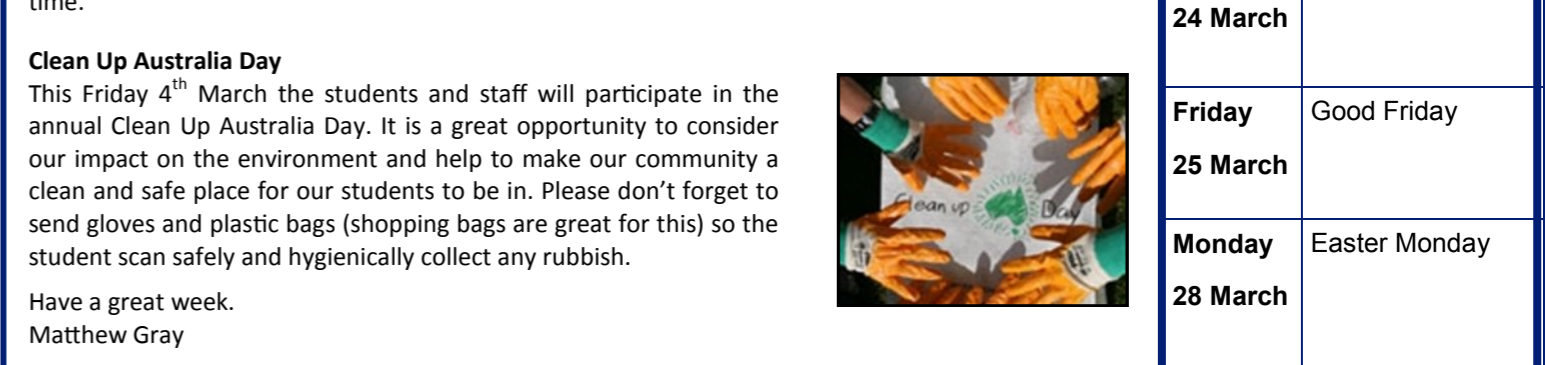 time.
Clean Up Australia Day
This Friday 4th March the students and staff will participate in the
annual Clean Up Australia Day. It is a great opportunity to consider
our impact on the environment and help to make our community a
clean and safe place for our students to be in. Please don’t forget to
send gloves and plastic bags (shopping bags are great for this) so the
student scan safely and hygienically collect any rubbish.
Have a great week.
Matthew Gray
Clean up Day
24 March
Friday
25 March
Good Friday
Monday
28 March
Easter Monday